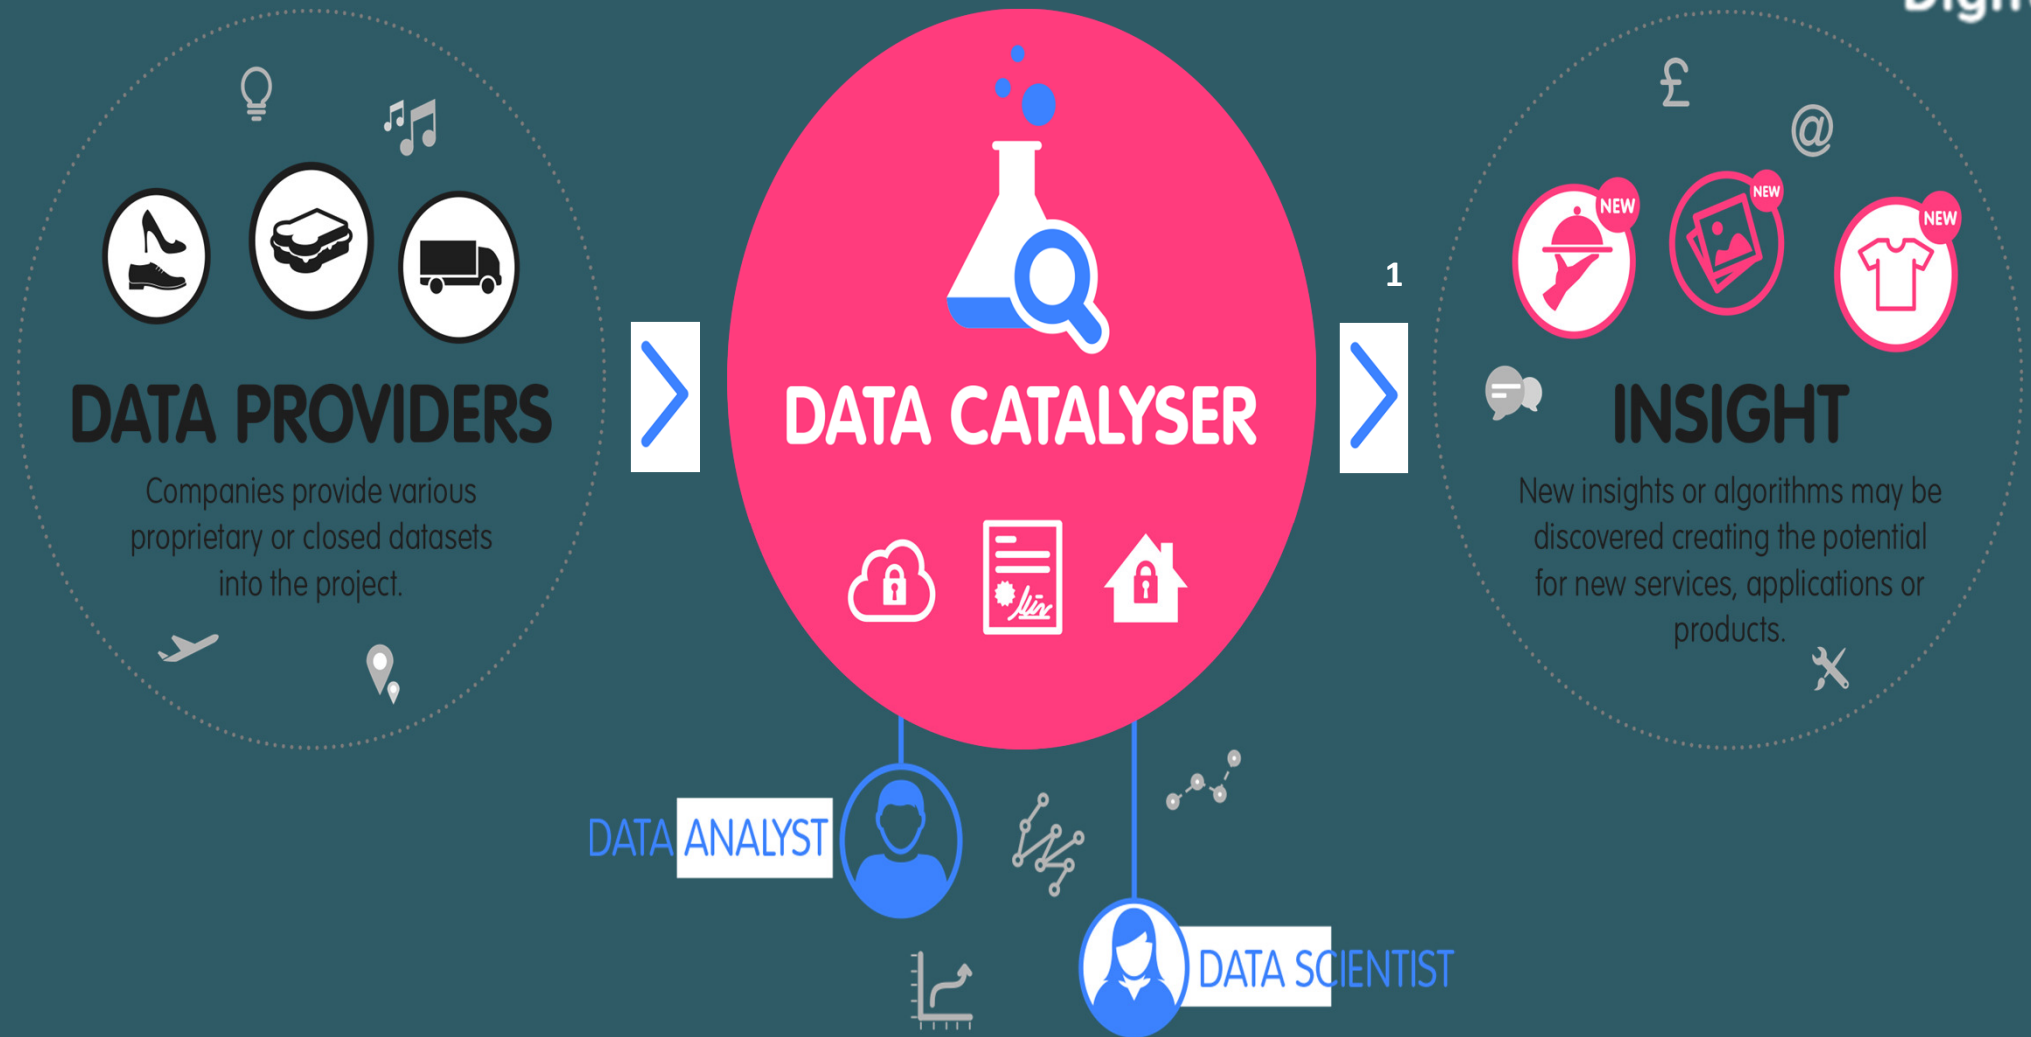 DATA PROVIDERS
Companies provide various
proprietary or closed datasets
into the project.
DATA CATALYSER
1
£
@
NEW
NEW
NEW
INSIGHT
New insights or algorithms may be
discovered creating the potential
for new services, applications or
products.
DATA ANALYST
DATA SCIENTIST